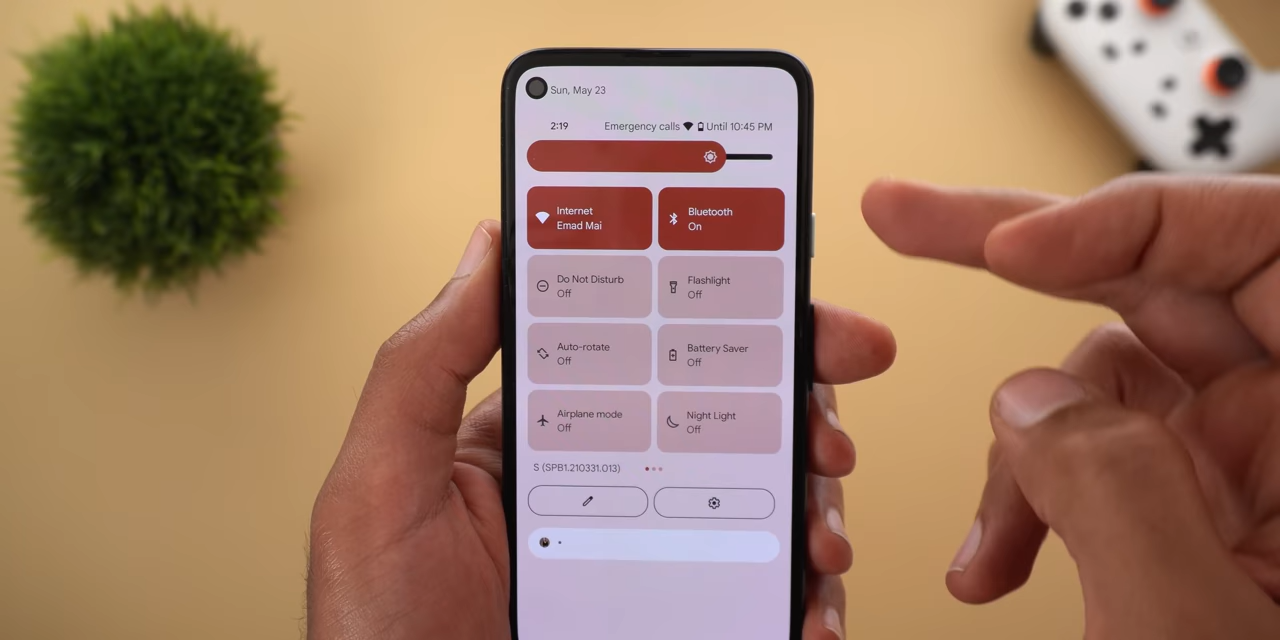 Sun, May 23
2:19 Emergency calls Until 10:45 PM
Internet
Emad Mai
Bluetooth
On
Do Not Disturb
Off
Flashlight
Off
Auto-rotate
Off
Battery Saver
Off
Airplane mode
Off
Night Light
Off
S (SPB1.210331.013)